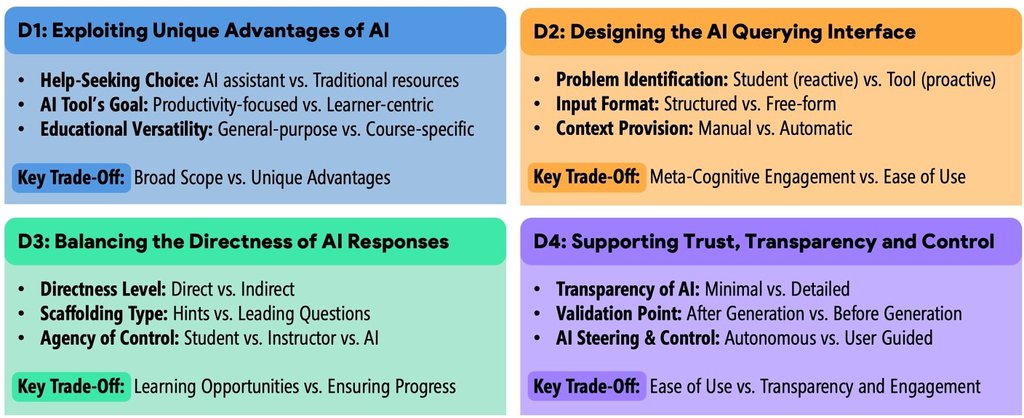 D1: Exploiting Unique Advantages of AI
• Help-Seeking Choice: AI assistant vs. Traditional resources
• AI Tool's Goal: Productivity-focused vs. Learner-centric
• Educational Versatility: General-purpose vs. Course-specific
Key Trade-Off: Broad Scope vs. Unique Advantages
D2: Designing the AI Querying Interface
• Problem Identification: Student (reactive) vs. Tool (proactive)
• Input Format: Structured vs. Free-form
• Context Provision: Manual vs. Automatic
Key Trade-Off: Meta-Cognitive Engagement vs. Ease of Use
D3: Balancing the Directness of AI Responses
• Directness Level: Direct vs. Indirect
• Scaffolding Type: Hints vs. Leading Questions
• Agency of Control: Student vs. Instructor vs. AI
Key Trade-Off: Learning Opportunities vs. Ensuring Progress
D4: Supporting Trust, Transparency and Control
• Transparency of AI: Minimal vs. Detailed
• Validation Point: After Generation vs. Before Generation
• AI Steering & Control: Autonomous vs. User Guided
Key Trade-Off: Ease of Use vs. Transparency and Engagement